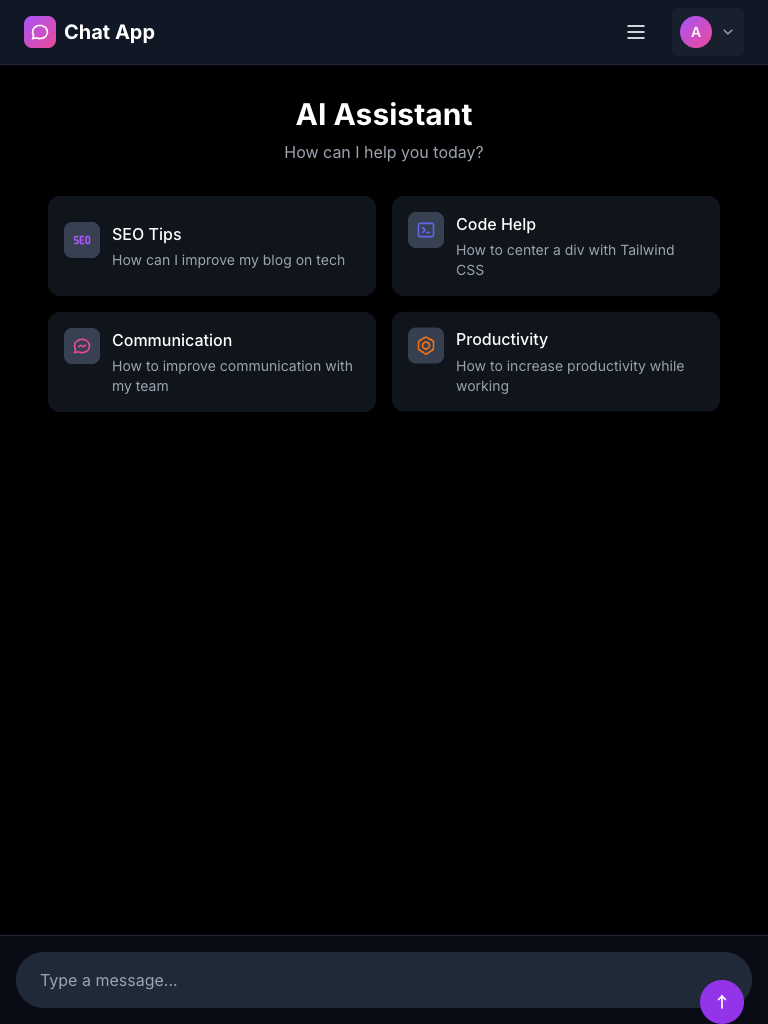 Chat App
A
AI Assistant
How can I help you today?
SEO
SEO Tips
How can I improve my blog on tech
Code Help
How to center a div with Tailwind
CSS
Communication
How to improve communication with
my team
Productivity
How to increase productivity while
working
Type a message...